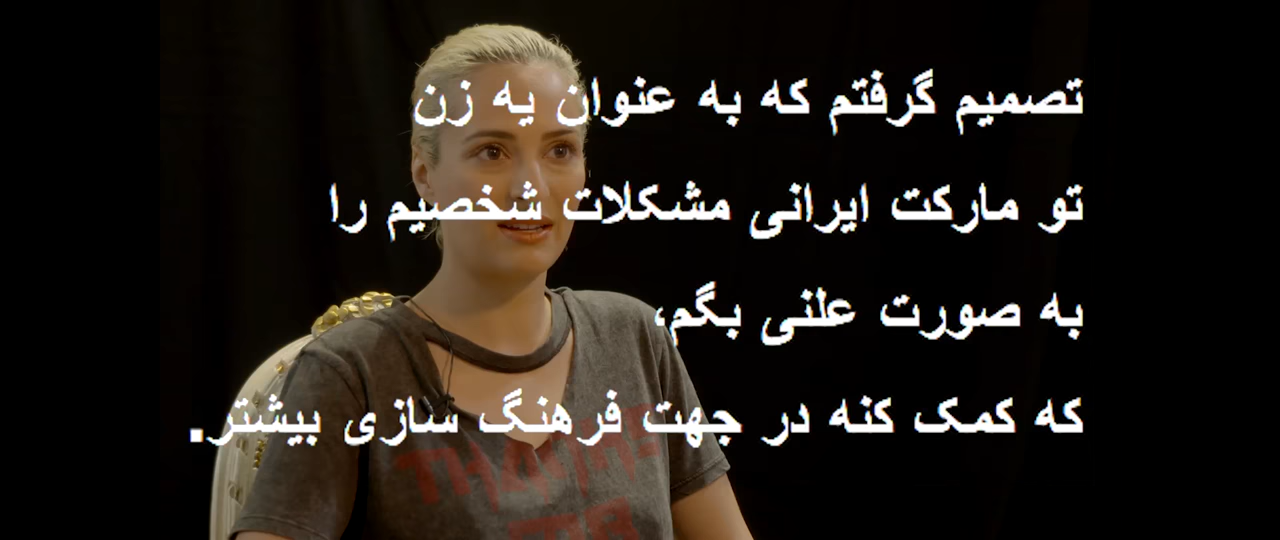 تصمیم گرفتم که به عنوان یه زن
تو مارکت ایرانی مشکلات شخصیم را
به صورت علنی بگم،
که کمک کنه در جهت فرهنگ سازی بیشتر.